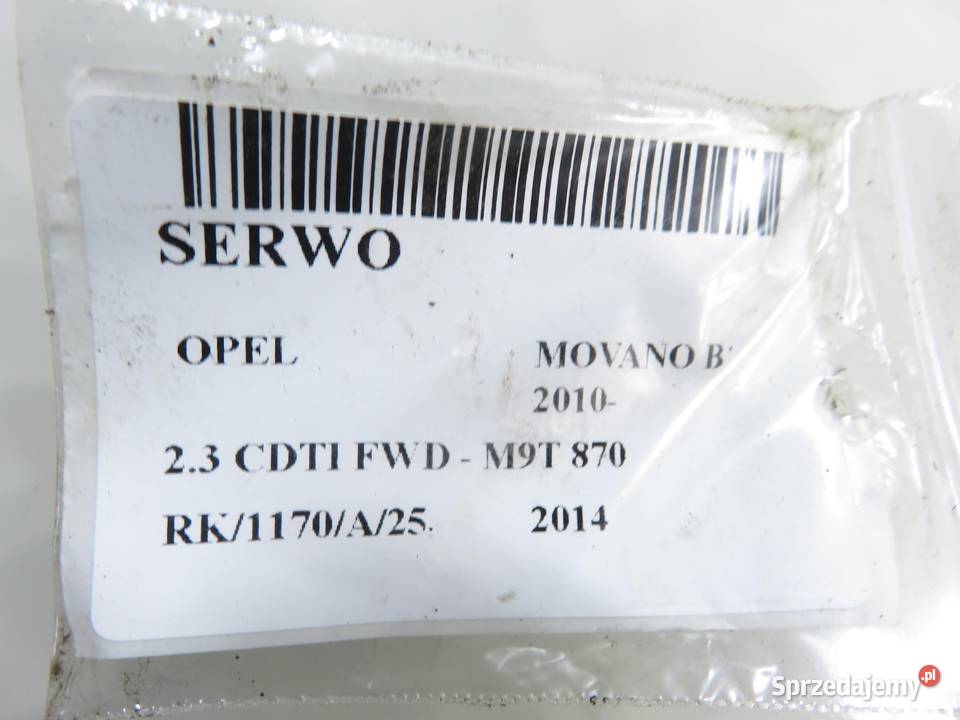 SERWO
OPEL MOVANO B'
2010-
2.3 CDTI FWD - M9T 870
RK/1170/A/25. 2014
Sprzedajemy.pl